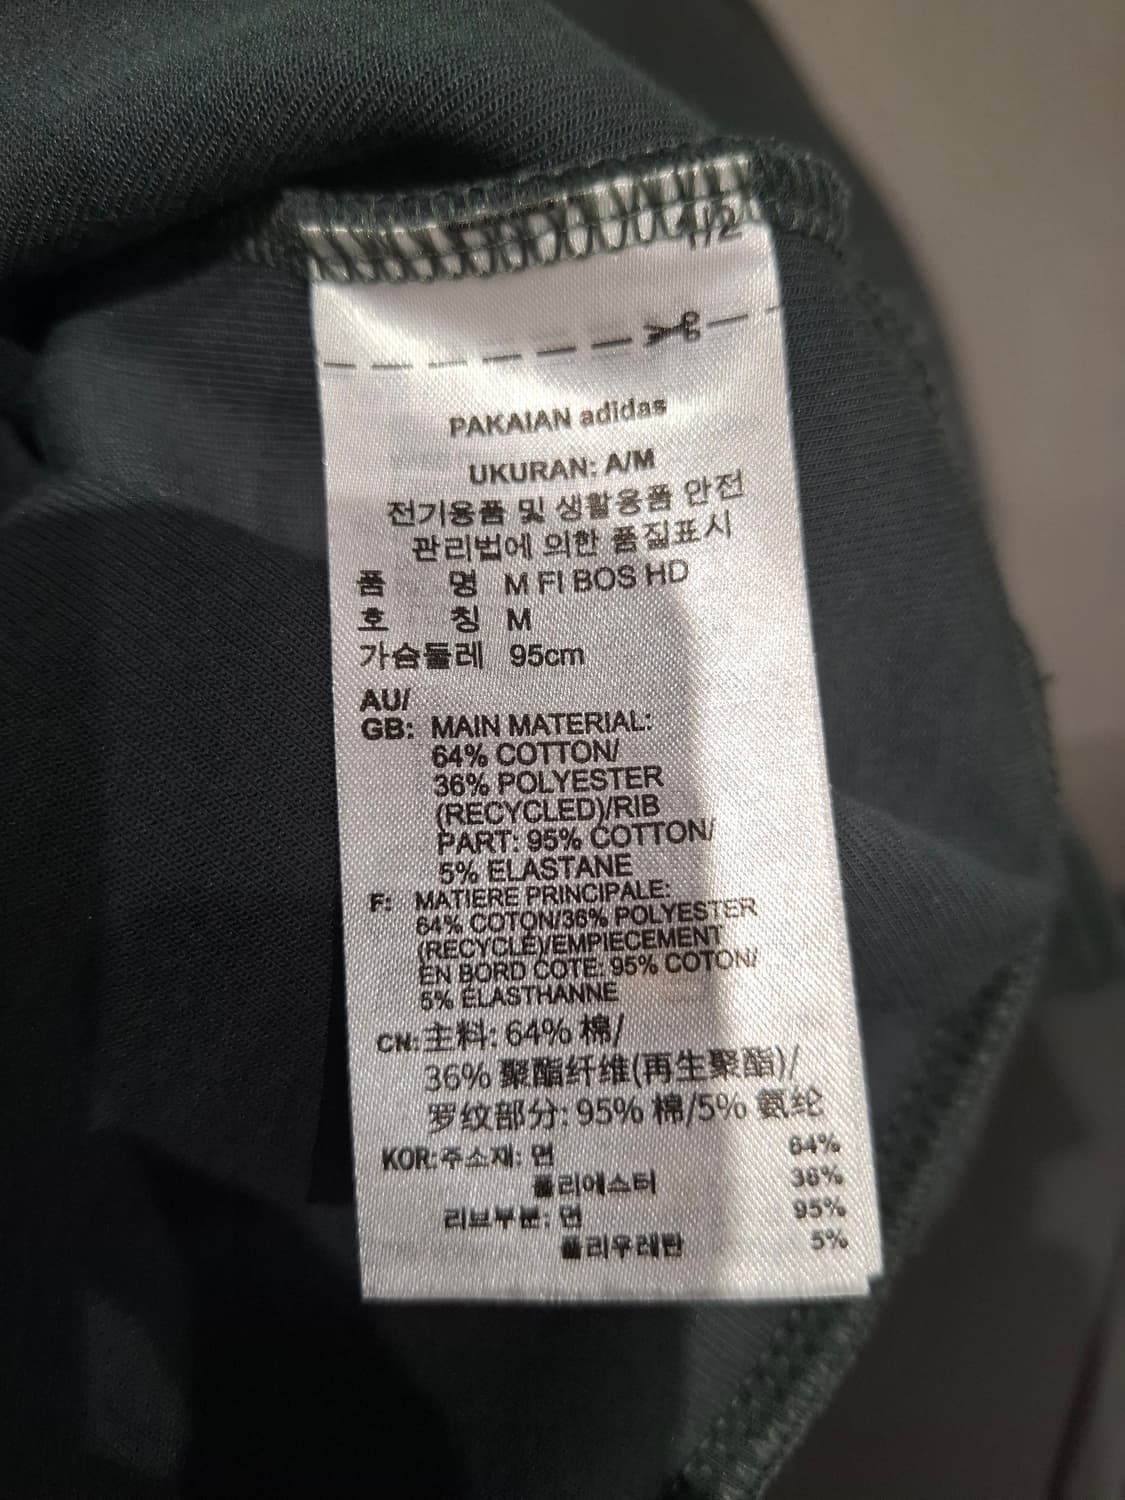 1/2
PAKAIAN adidas
UKURAN: A/M
전기용품 및 생활용품 안전
관리법에 의한 품질표시
품 명 M FI BOS HD
호 칭 M
가슴둘레 95cm
AU/
GB: MAIN MATERIAL:
64% COTTON/
36% POLYESTER
(RECYCLED)/RIB
PART: 95% COTTON/
5% ELASTANE
F: MATIERE PRINCIPALE:
64% COTON/36% POLYESTER
(RECYCLÉ)/EMPIECEMENT
EN BORD COTE: 95% COTON/
5% ELASTHANNE
CN: 主料: 64% 棉/
36% 聚酯纤维(再生聚酯)/
罗纹部分: 95% 棉/5% 氨纶
KOR: 주소재: 면 64%
폴리에스터 36%
리브부분: 면 95%
폴리우레탄 5%